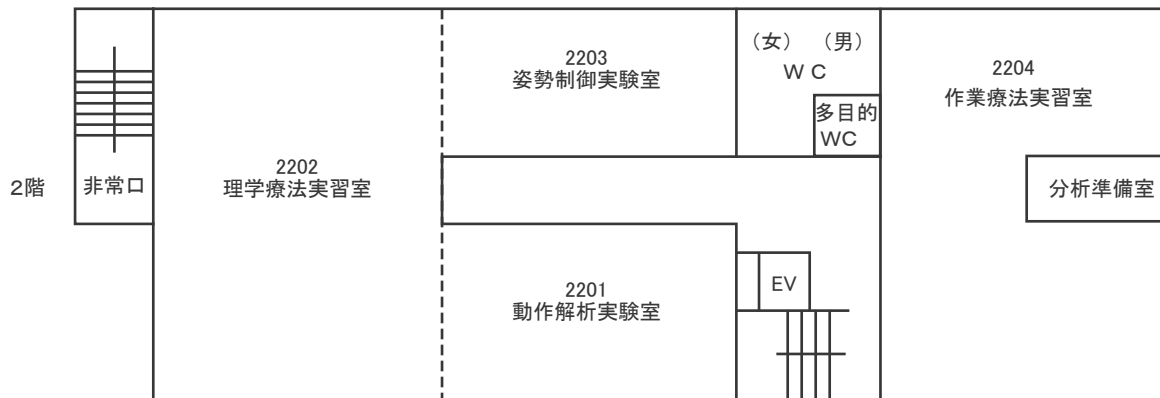 2階
非常口
2202
理学療法実習室
2203
姿勢制御実験室
2201
動作解析実験室
（女）　（男）
ＷＣ
多目的
WC
EV
2204
作業療法実習室
分析準備室